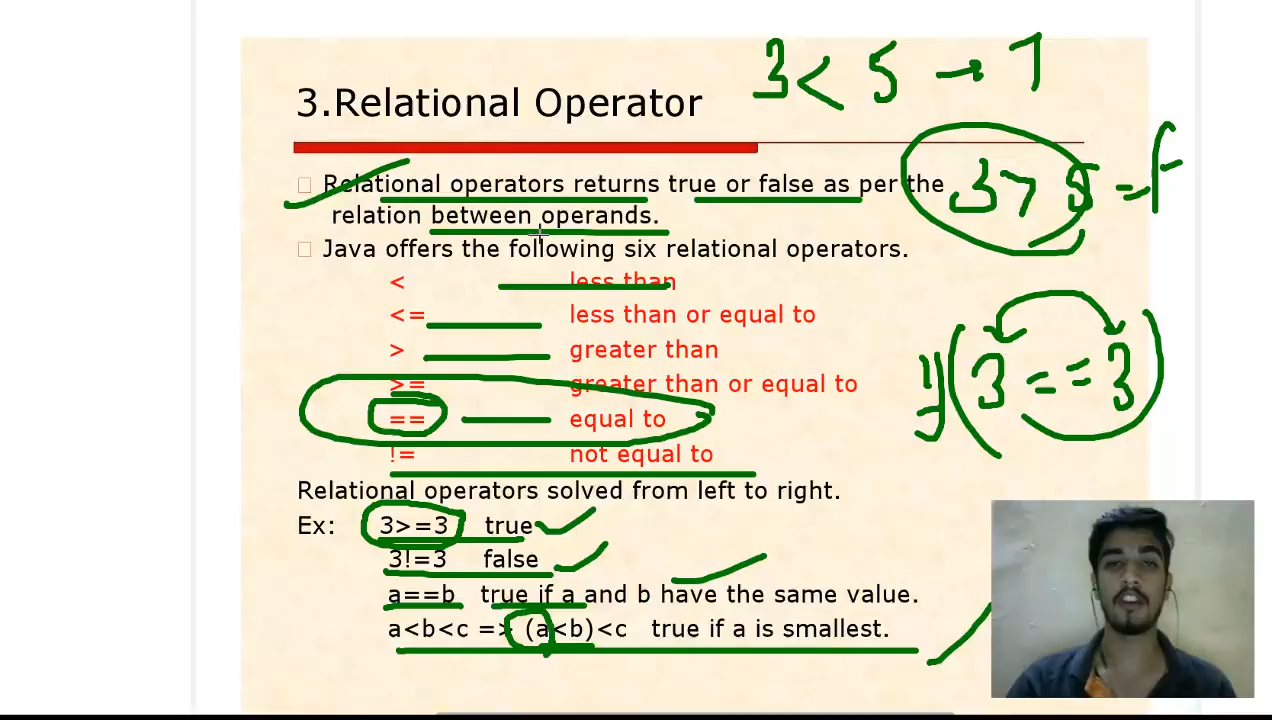 3.Relational Operator
3 < 5 → T
Relational operators returns true or false as per the
relation between operands.
3 > 5 = F
Java offers the following six relational operators.
< less than
<= less than or equal to
> greater than
>= greater than or equal to
== equal to
!= not equal to
(3 == 3)
Relational operators solved from left to right.
Ex: 3>=3 true
3!=3 false
a==b true if a and b have the same value.
a<b<c => (a<b)<c true if a is smallest.